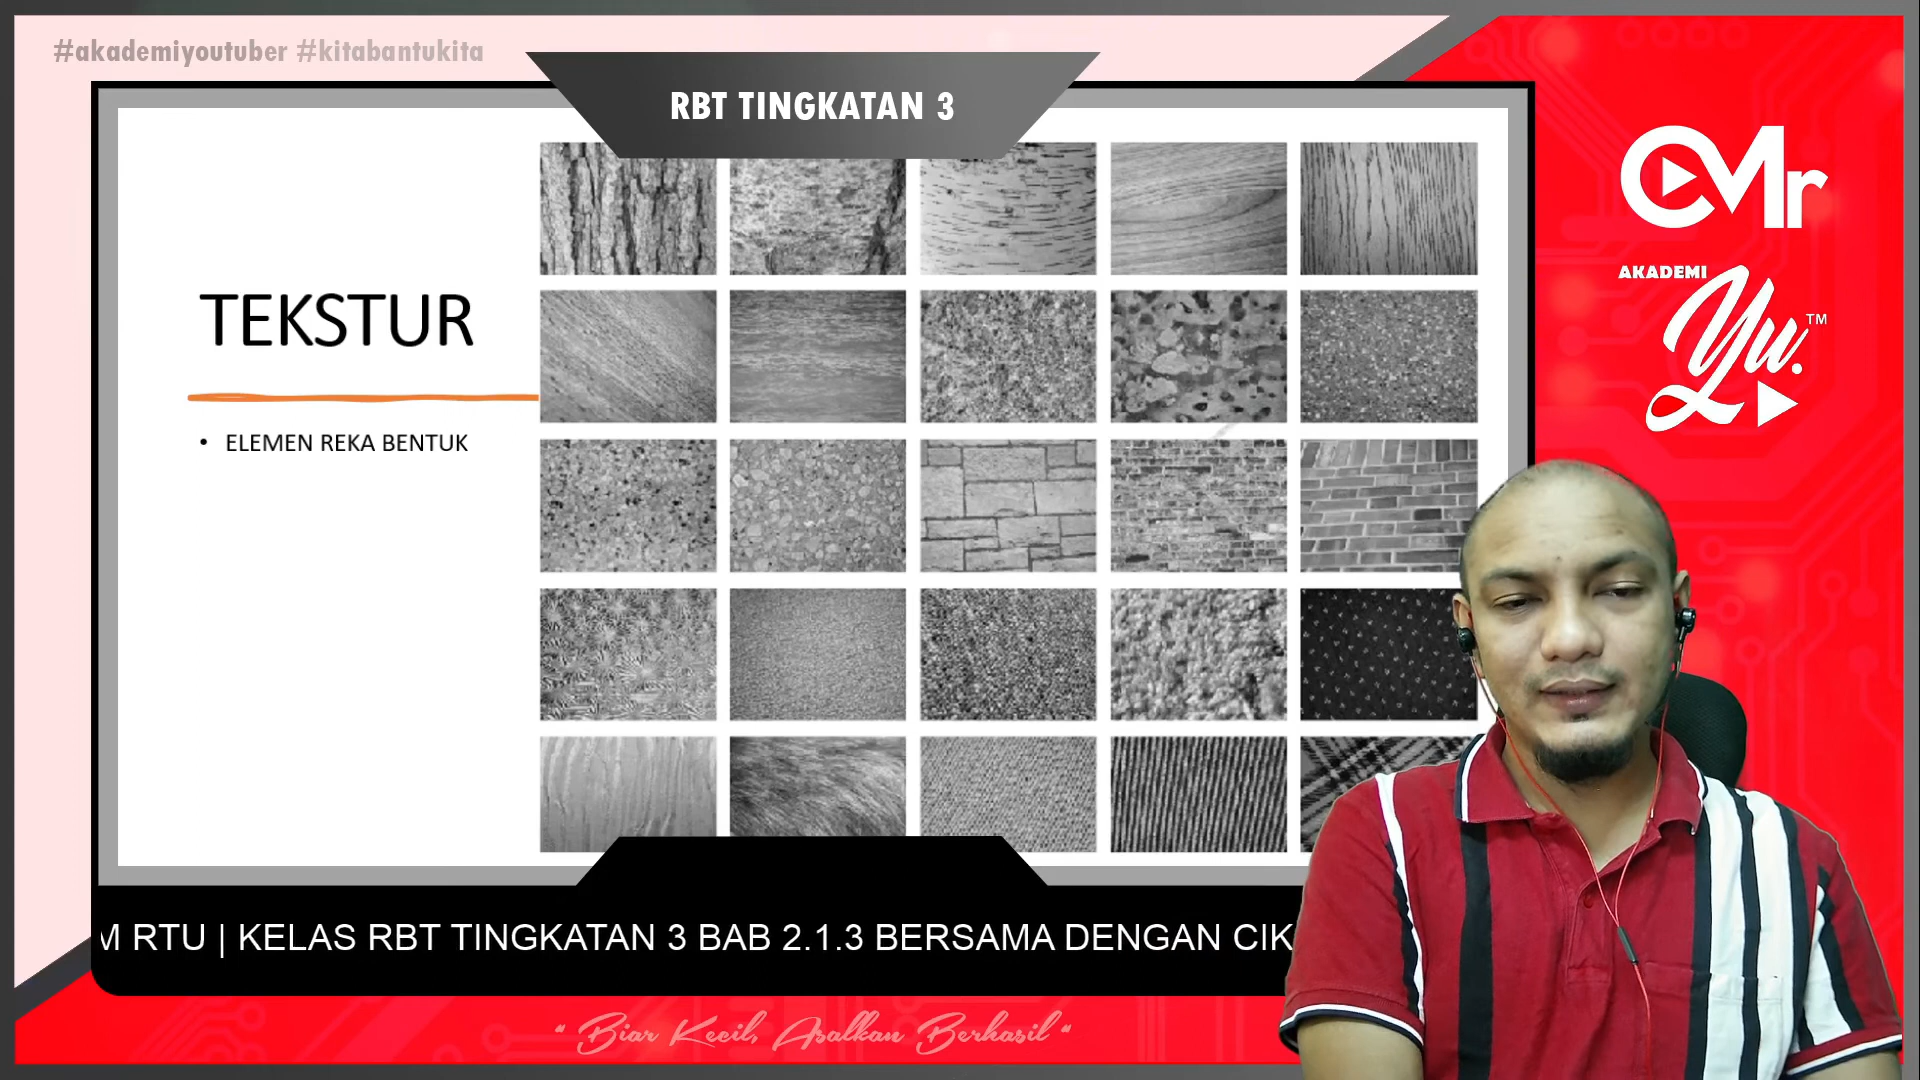 #akademiyoutuber #kitabantukita
RBT TINGKATAN 3
CMr
AKADEMI
Yu.
TM
TEKSTUR
• ELEMEN REKA BENTUK
M RTU | KELAS RBT TINGKATAN 3 BAB 2.1.3 BERSAMA DENGAN CIK
“ Biar Kecil, Asalkan Berhasil “